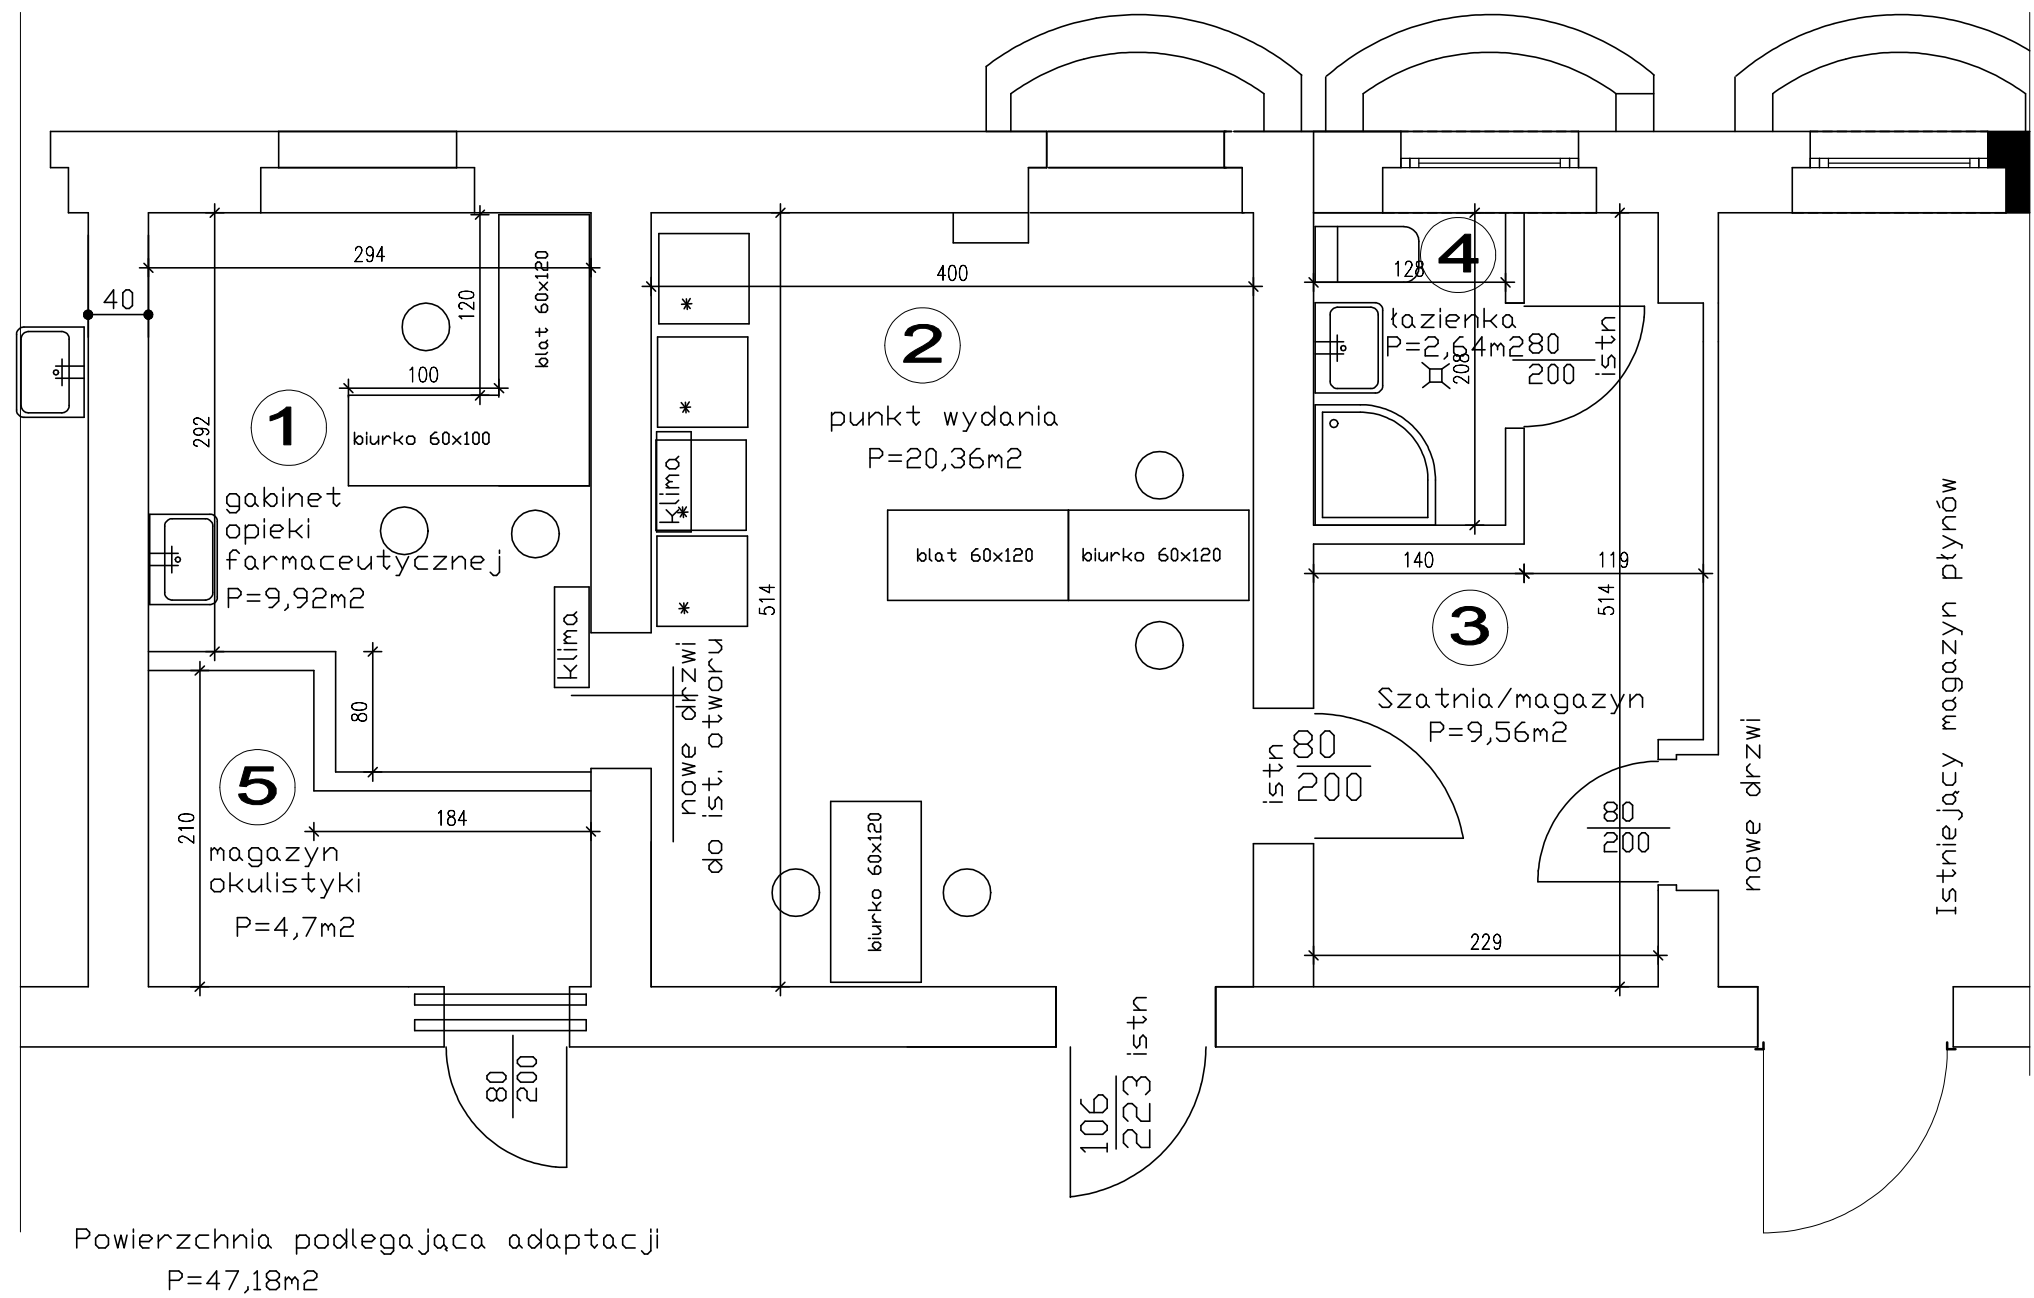 294
40
120
blat 60x120
100
1
biurko 60x100
292
gabinet
opieki
farmaceutycznej
P=9,92m2
klima
80
5
210
184
magazyn
okulistyki
P=4,7m2
80
200
nowe drzwi
do ist. otworu
400
2
punkt wydania
P=20,36m2
klima
514
blat 60x120
biurko 60x120
biurko 60x120
106
223 istn
128
4
łazienka
P=2,64m2
208
80
200
istn
140
119
514
3
Szatnia/magazyn
P=9,56m2
istn
80
200
80
200
229
nowe drzwi
Istniejący magazyn płynów
Powierzchnia podlegająca adaptacji
P=47,18m2